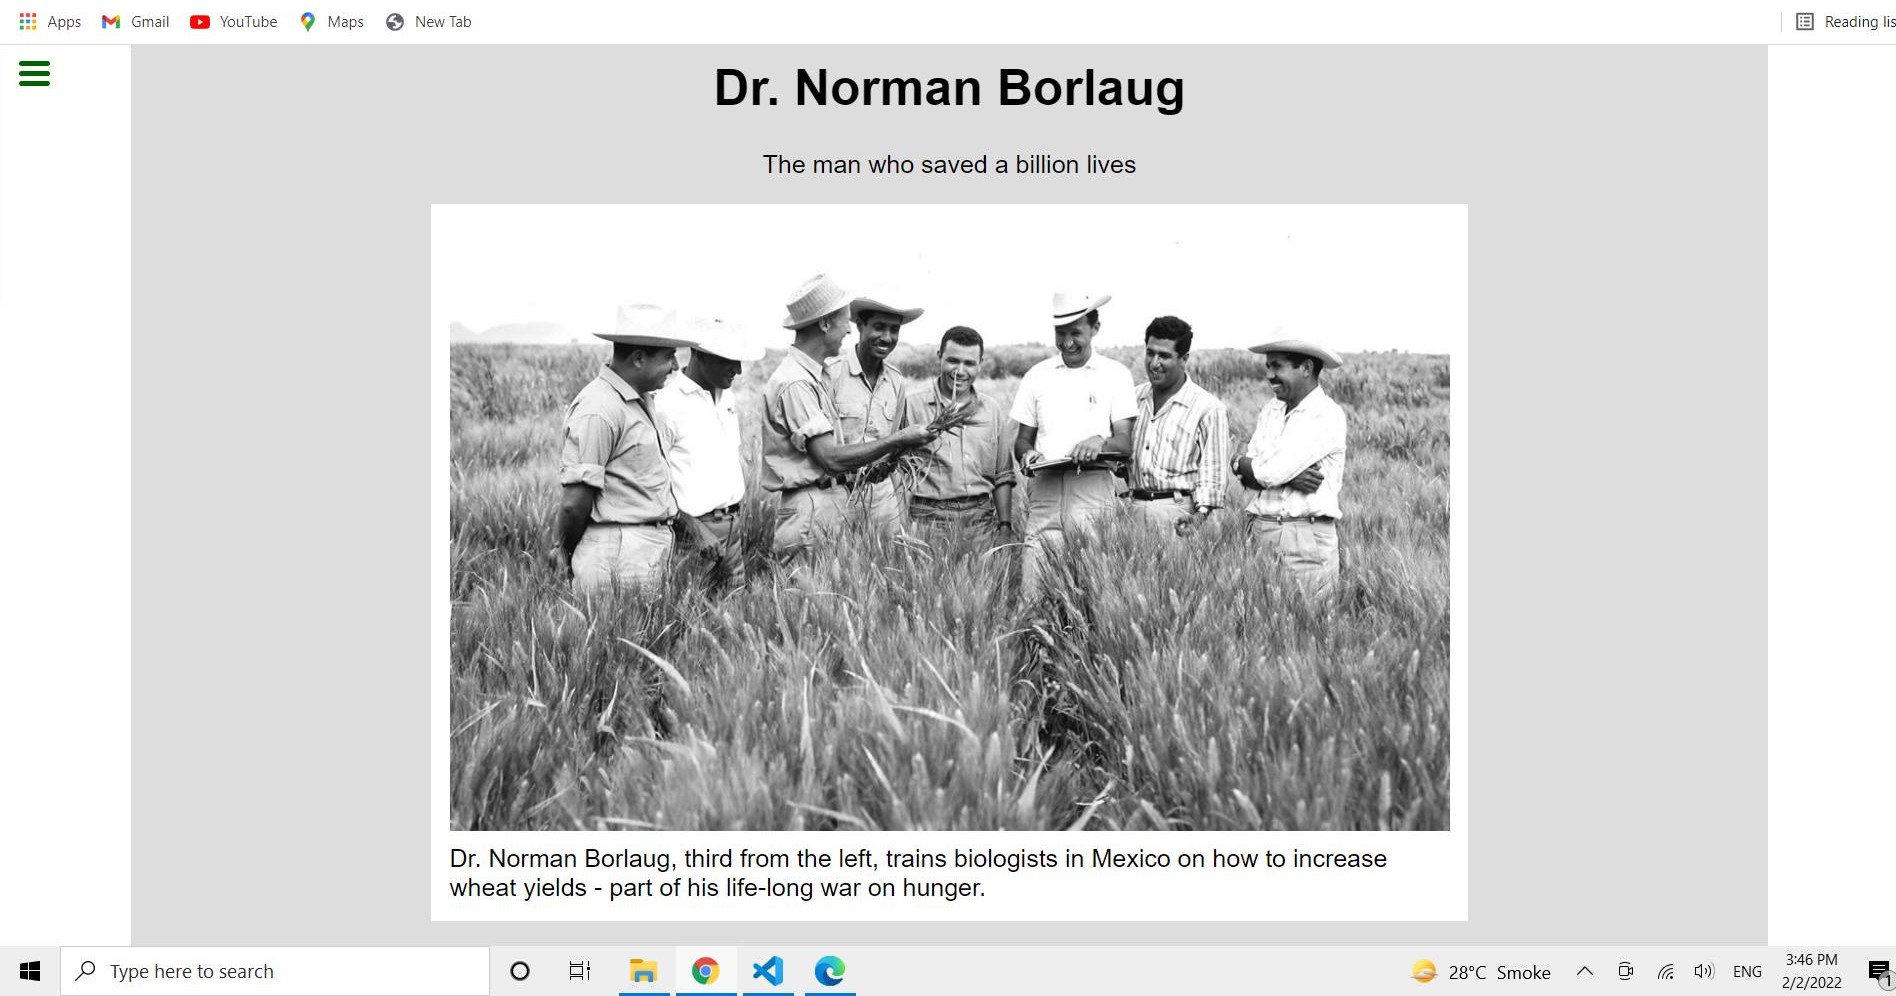 Apps Gmail YouTube Maps New Tab Reading lis
Dr. Norman Borlaug
The man who saved a billion lives
Dr. Norman Borlaug, third from the left, trains biologists in Mexico on how to increase
wheat yields - part of his life-long war on hunger.
Type here to search 28°C Smoke ENG 3:46 PM
2/2/2022
1